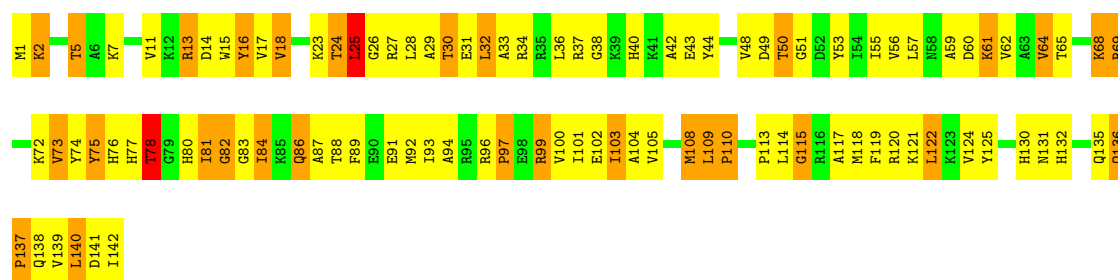 M1 K2 T5 A6 K7 V11 K12 R13 D14 W15 Y16 V17 V18 K23 T24 L25 G26 R27 L28 A29 T30 E31 L32 A33 R34 R35 L36 R37 G38 K39 H40 K41 A42 E43 Y44 V48 D49 T50 G51 D52 Y53 I54 I55 V56 L57 N58 A59 D60 K61 V62 A63 V64 T65 K68 R69
K72 V73 Y74 Y75 H76 H77 T78 G79 H80 I81 G82 G83 I84 K85 Q86 A87 T88 F89 E90 E91 M92 I93 A94 R95 R96 P97 E98 R99 V100 I101 E102 I103 A104 V105 M108 L109 P110 P113 L114 G115 R116 A117 M118 F119 R120 K121 L122 K123 V124 Y125 H130 N131 H132 Q135 Q136
P137 Q138 V139 L140 D141 I142